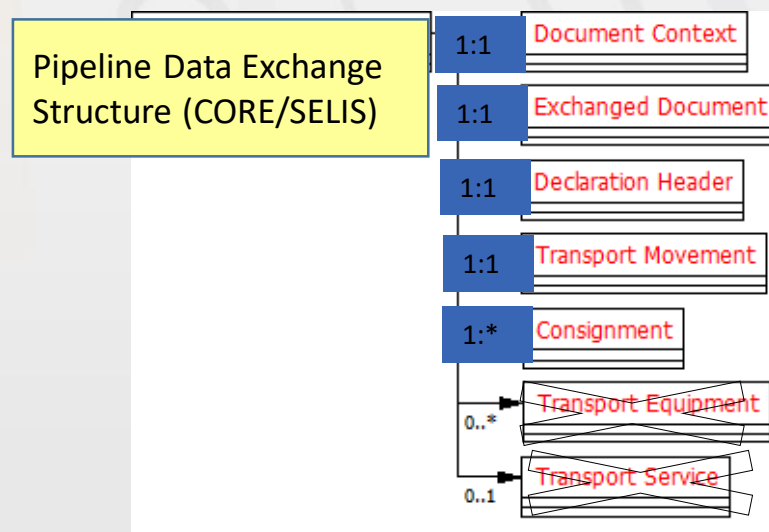 Pipeline Data Exchange
Structure (CORE/SELIS)
1:1 Document Context
1:1 Exchanged Document
1:1 Declaration Header
1:1 Transport Movement
1:* Consignment
0..* Transport Equipment
0..1 Transport Service